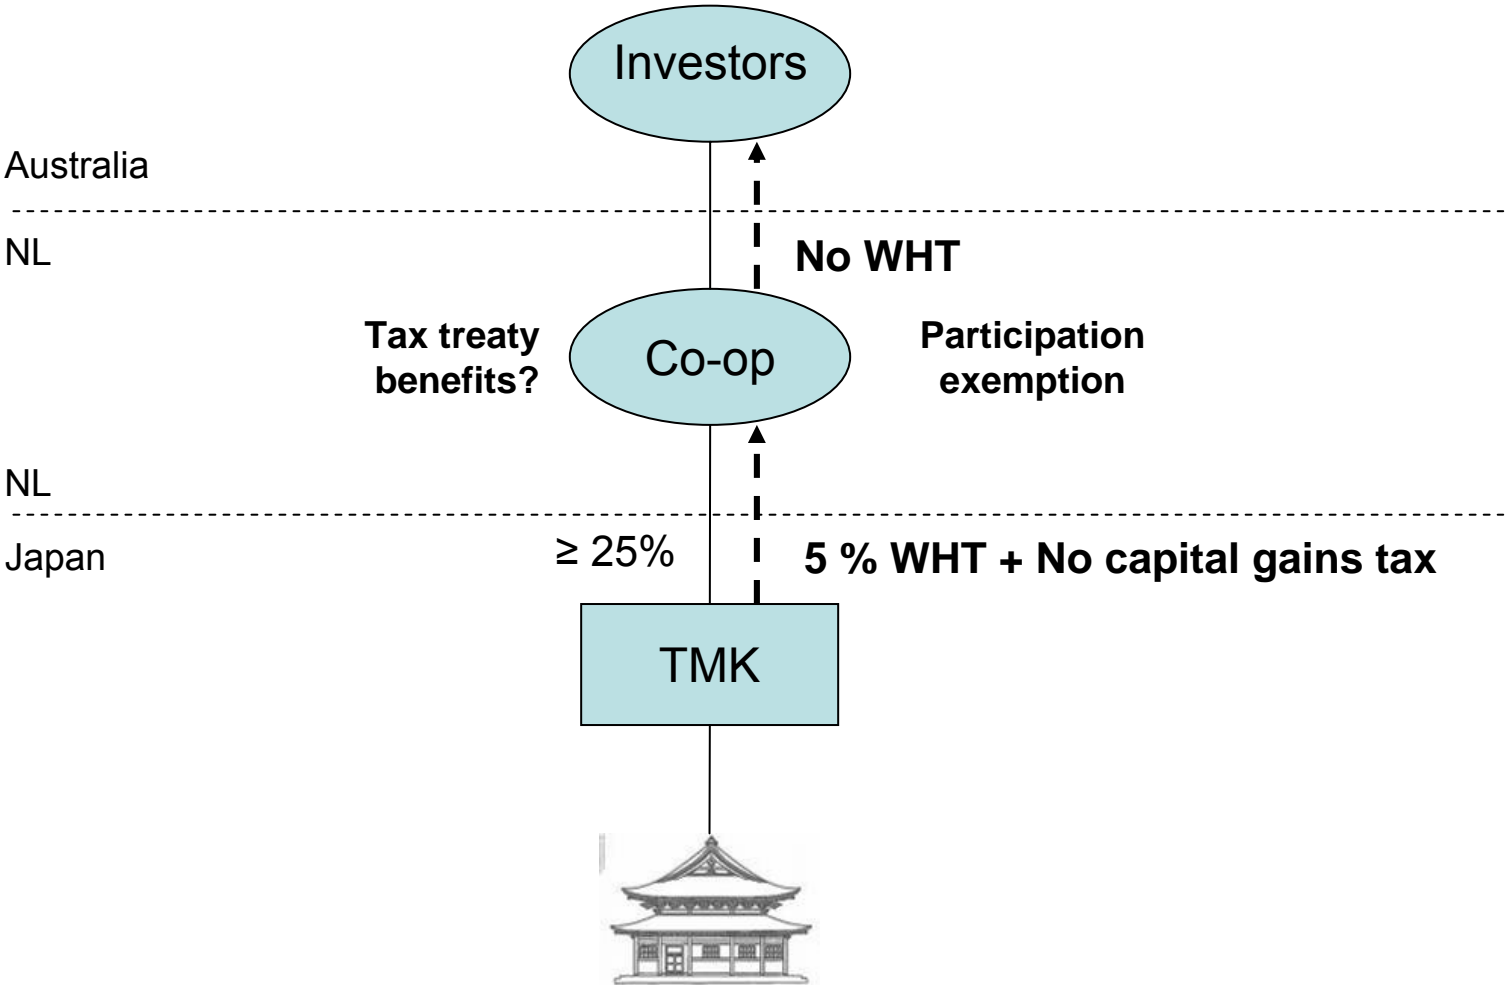 Investors
Australia
NL
No WHT
Tax treaty
benefits?
Co-op
Participation
exemption
NL
Japan
≥ 25%
5 % WHT + No capital gains tax
TMK